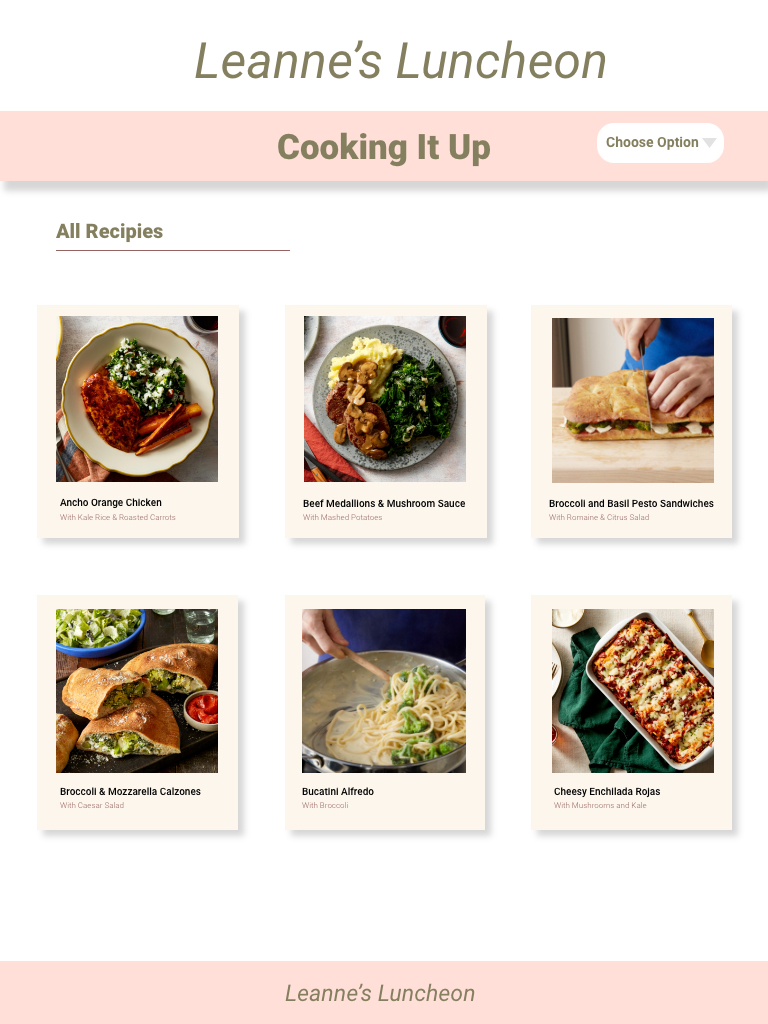 Leanne’s Luncheon
Cooking It Up
Choose Option
All Recipies
Ancho Orange Chicken
With Kale Rice & Roasted Carrots
Beef Medallions & Mushroom Sauce
With Mashed Potatoes
Broccoli and Basil Pesto Sandwiches
With Romaine & Citrus Salad
Broccoli & Mozzarella Calzones
With Caesar Salad
Bucatini Alfredo
With Broccoli
Cheesy Enchilada Rojas
With Mushrooms and Kale
Leanne’s Luncheon